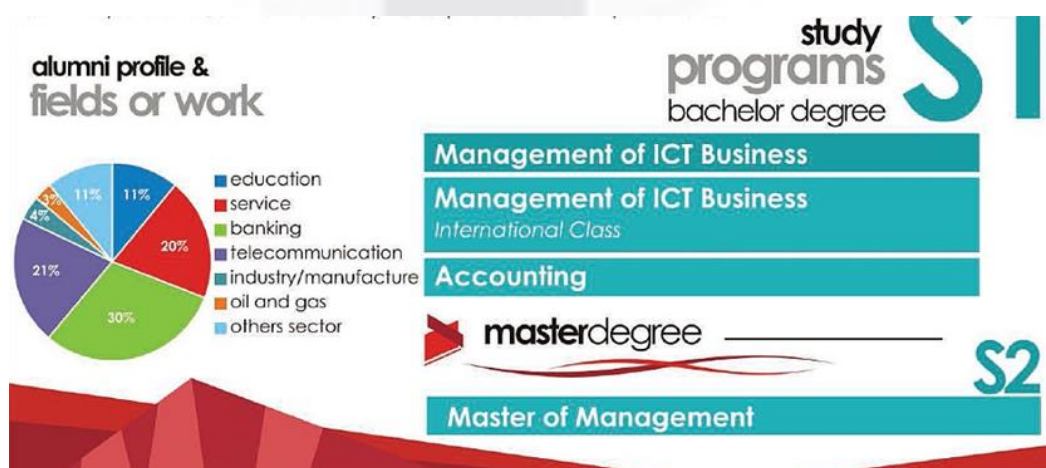 alumni profile &
fields or work
11%
20%
30%
21%
4%
3%
11%
education
service
banking
telecommunication
industry/manufacture
oil and gas
others sector
study
programs
bachelor degree
S1
Management of ICT Business
Management of ICT Business
International Class
Accounting
masterdegree
S2
Master of Management